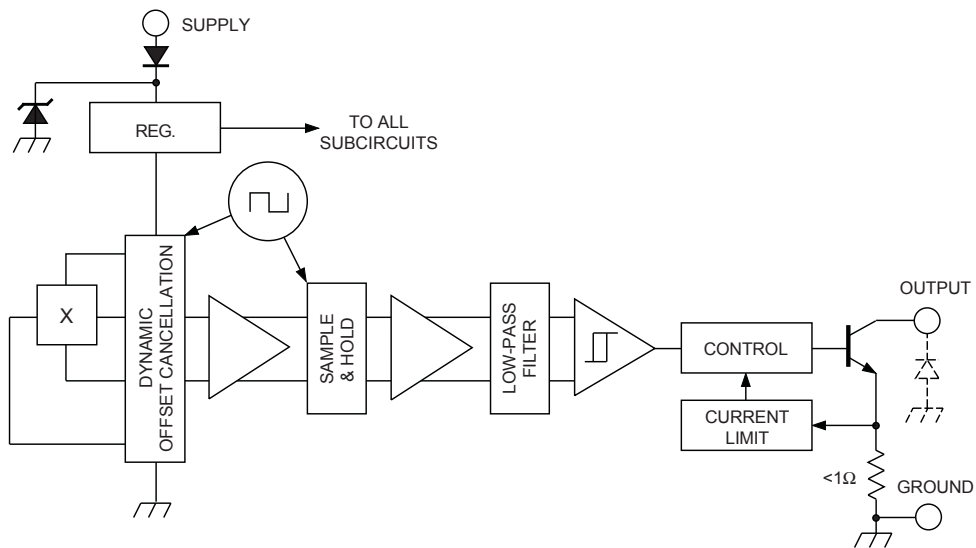 SUPPLY
REG.
TO ALL
SUBCIRCUITS
X
DYNAMIC
OFFSET CANCELLATION
SAMPLE
& HOLD
LOW-PASS
FILTER
CONTROL
CURRENT
LIMIT
OUTPUT
<1Ω
GROUND